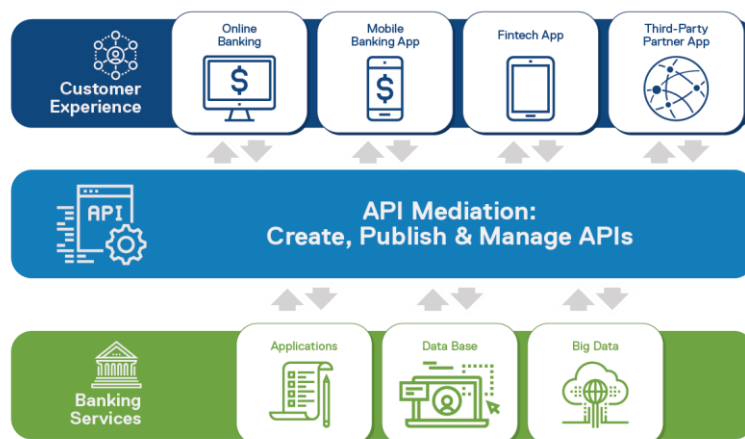 Online
Banking
Mobile
Banking App
Fintech App
Third-Party
Partner App
Customer
Experience
API
API Mediation:
Create, Publish & Manage APIs
Applications
Data Base
Big Data
Banking
Services